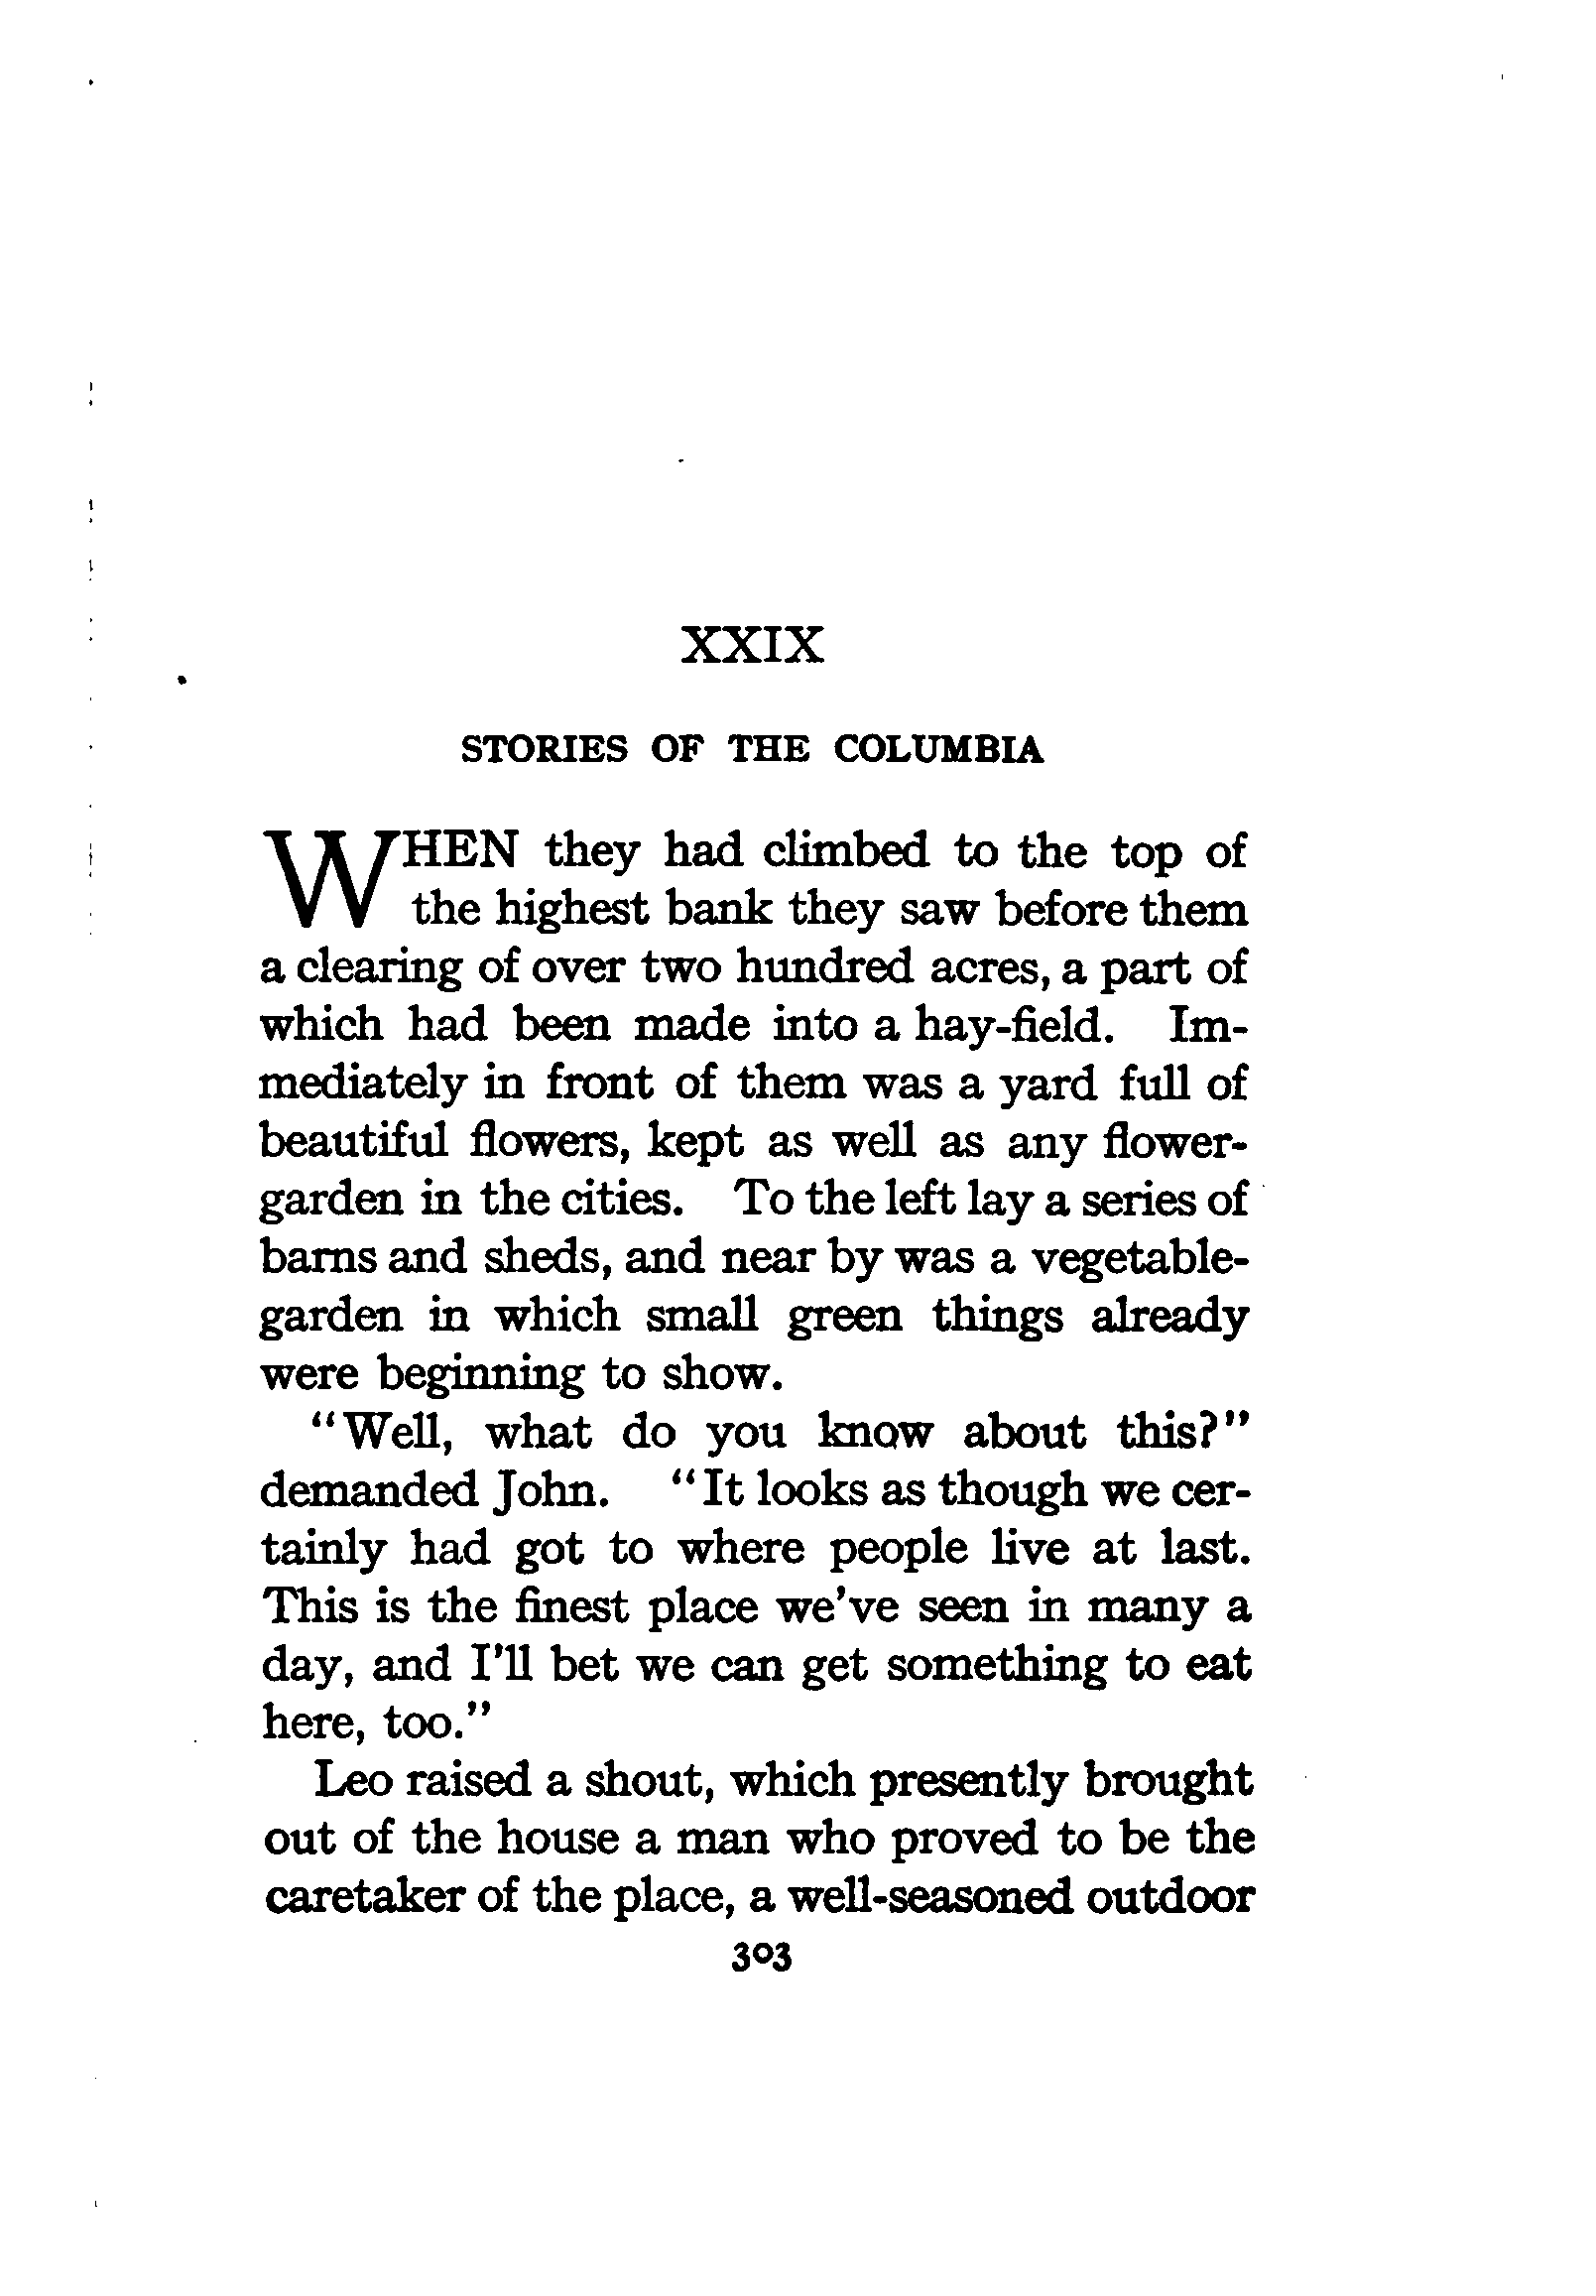 XXIX
STORIES OF THE COLUMBIA
WHEN they had climbed to the top of
the highest bank they saw before them
a clearing of over two hundred acres, a part of
which had been made into a hay-field. Im-
mediately in front of them was a yard full of
beautiful flowers, kept as well as any flower-
garden in the cities. To the left lay a series of
barns and sheds, and near by was a vegetable-
garden in which small green things already
were beginning to show.
"Well, what do you know about this?"
demanded John. "It looks as though we cer-
tainly had got to where people live at last.
This is the finest place we've seen in many a
day, and I'll bet we can get something to eat
here, too."
Leo raised a shout, which presently brought
out of the house a man who proved to be the
caretaker of the place, a well-seasoned outdoor
303